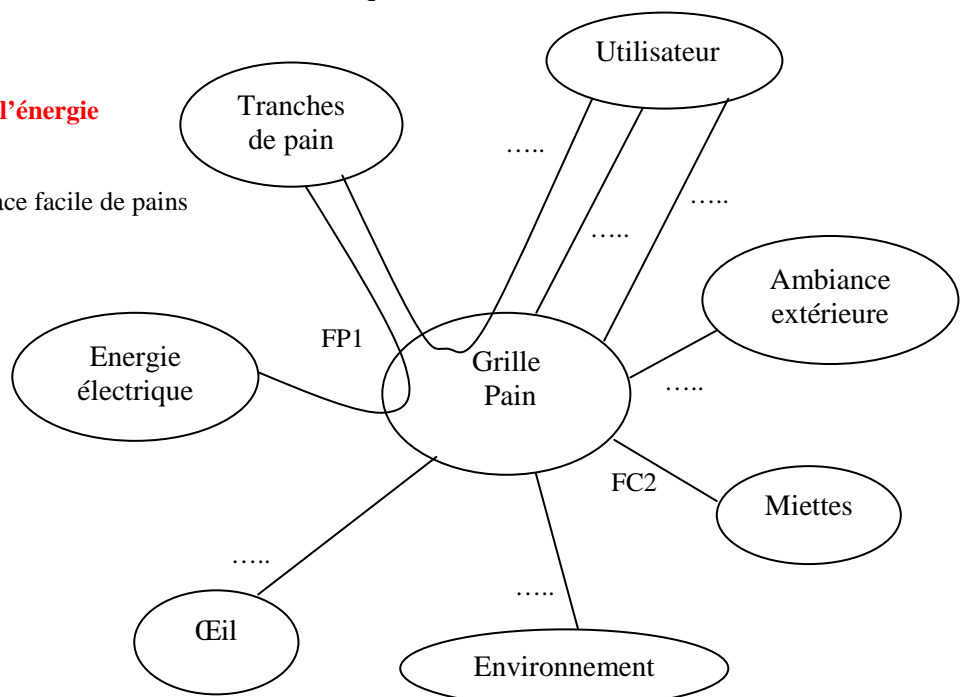 Utilisateur
l'énergie
Tranches
de pain
…..
ace facile de pains
…..
…..
Ambiance
extérieure
FP1
Energie
électrique
Grille
Pain
…..
FC2
Miettes
…..
…..
Œil
Environnement